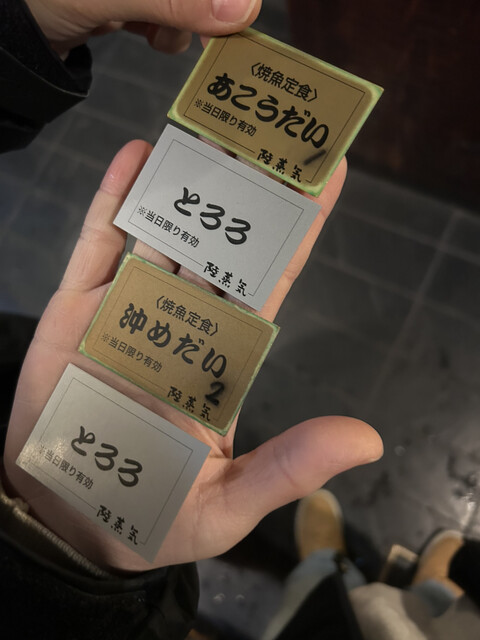 〈焼魚定食〉
あこうだい
※当日限り有効
陸蒸気
とろろ
※当日限り有効
陸蒸気
〈焼魚定食〉
沖めだい
※当日限り有効
2
陸蒸気
とろろ
※当日限り有効
陸蒸気